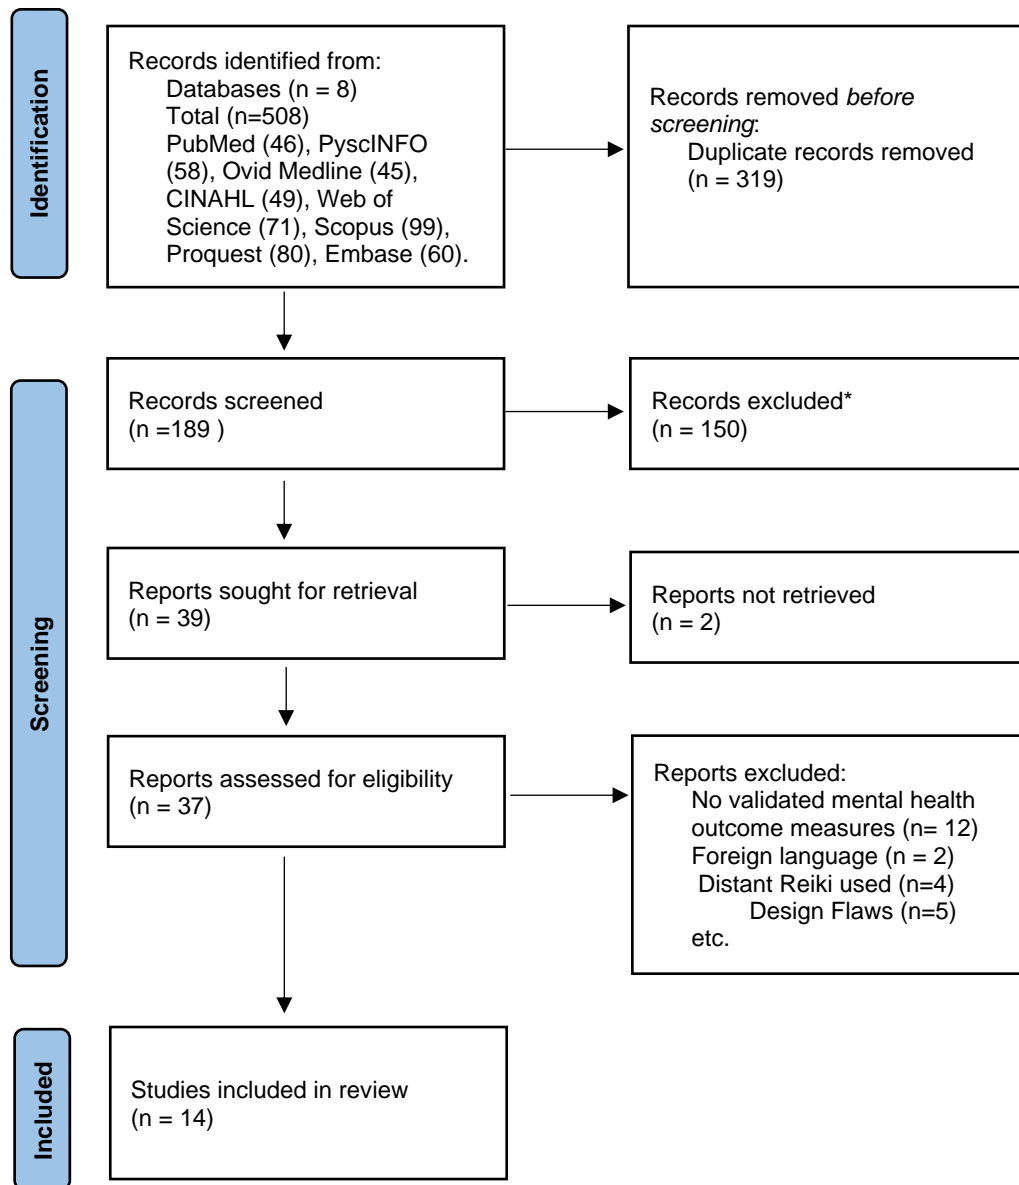 Identification
Records identified from:
Databases (n = 8)
Total (n=508)
PubMed (46), PyscINFO
(58), Ovid Medline (45),
CINAHL (49), Web of
Science (71), Scopus (99),
Proquest (80), Embase (60).
Records removed before
screening:
Duplicate records removed
(n = 319)
Screening
Records screened
(n =189 )
Records excluded*
(n = 150)
Reports sought for retrieval
(n = 39)
Reports not retrieved
(n = 2)
Reports assessed for eligibility
(n = 37)
Reports excluded:
No validated mental health
outcome measures (n= 12)
Foreign language (n = 2)
Distant Reiki used (n=4)
Design Flaws (n=5)
etc.
Included
Studies included in review
(n = 14)